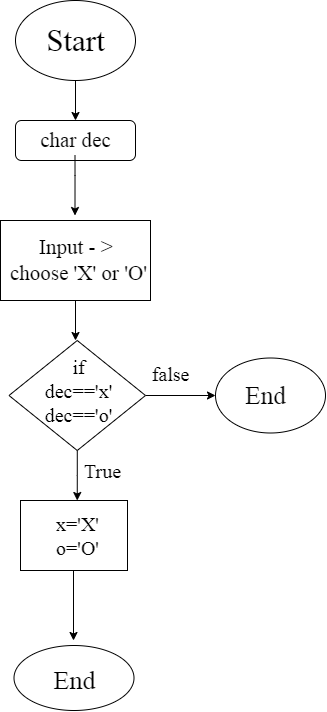 Start
char dec
Input - >
choose 'X' or 'O'
if
dec=='x'
dec=='o'
false
End
True
x='X'
o='O'
End